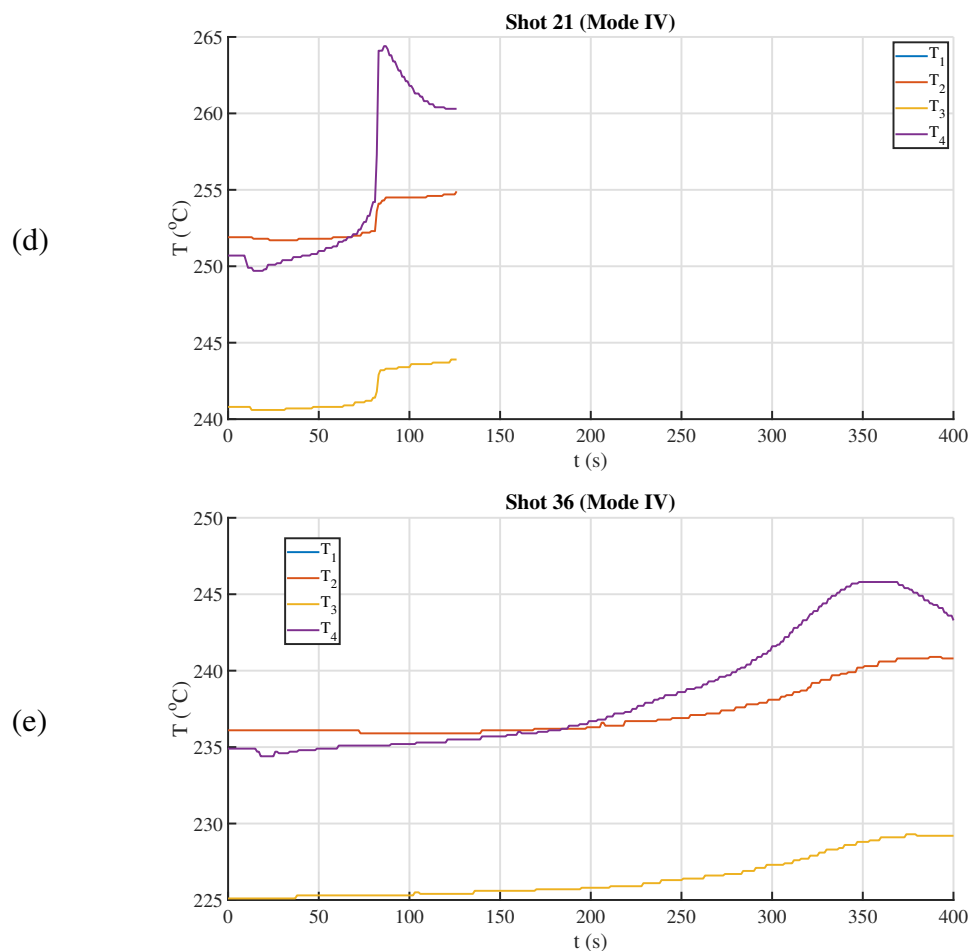 Shot 21 (Mode IV)
265
260
255
250
245
240
T (°C)
0 50 100 150 200 250 300 350 400
t (s)
T₁
T₂
T₃
T₄
(d)
Shot 36 (Mode IV)
250
245
240
235
230
225
T (°C)
0 50 100 150 200 250 300 350 400
t (s)
T₁
T₂
T₃
T₄
(e)